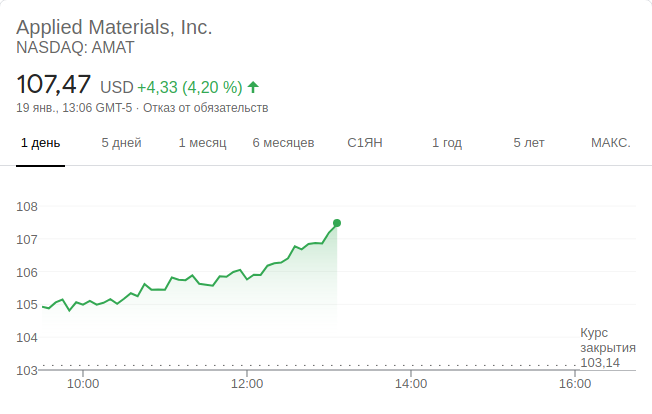 Applied Materials, Inc.
NASDAQ: AMAT
107,47 USD +4,33 (4,20 %)
19 янв., 13:06 GMT-5 · Отказ от обязательств
1 день 5 дней 1 месяц 6 месяцев С1ЯН 1 год 5 лет МАКС.
108
107
106
105
104
103
Курс
закрытия
103,14
10:00 12:00 14:00 16:00